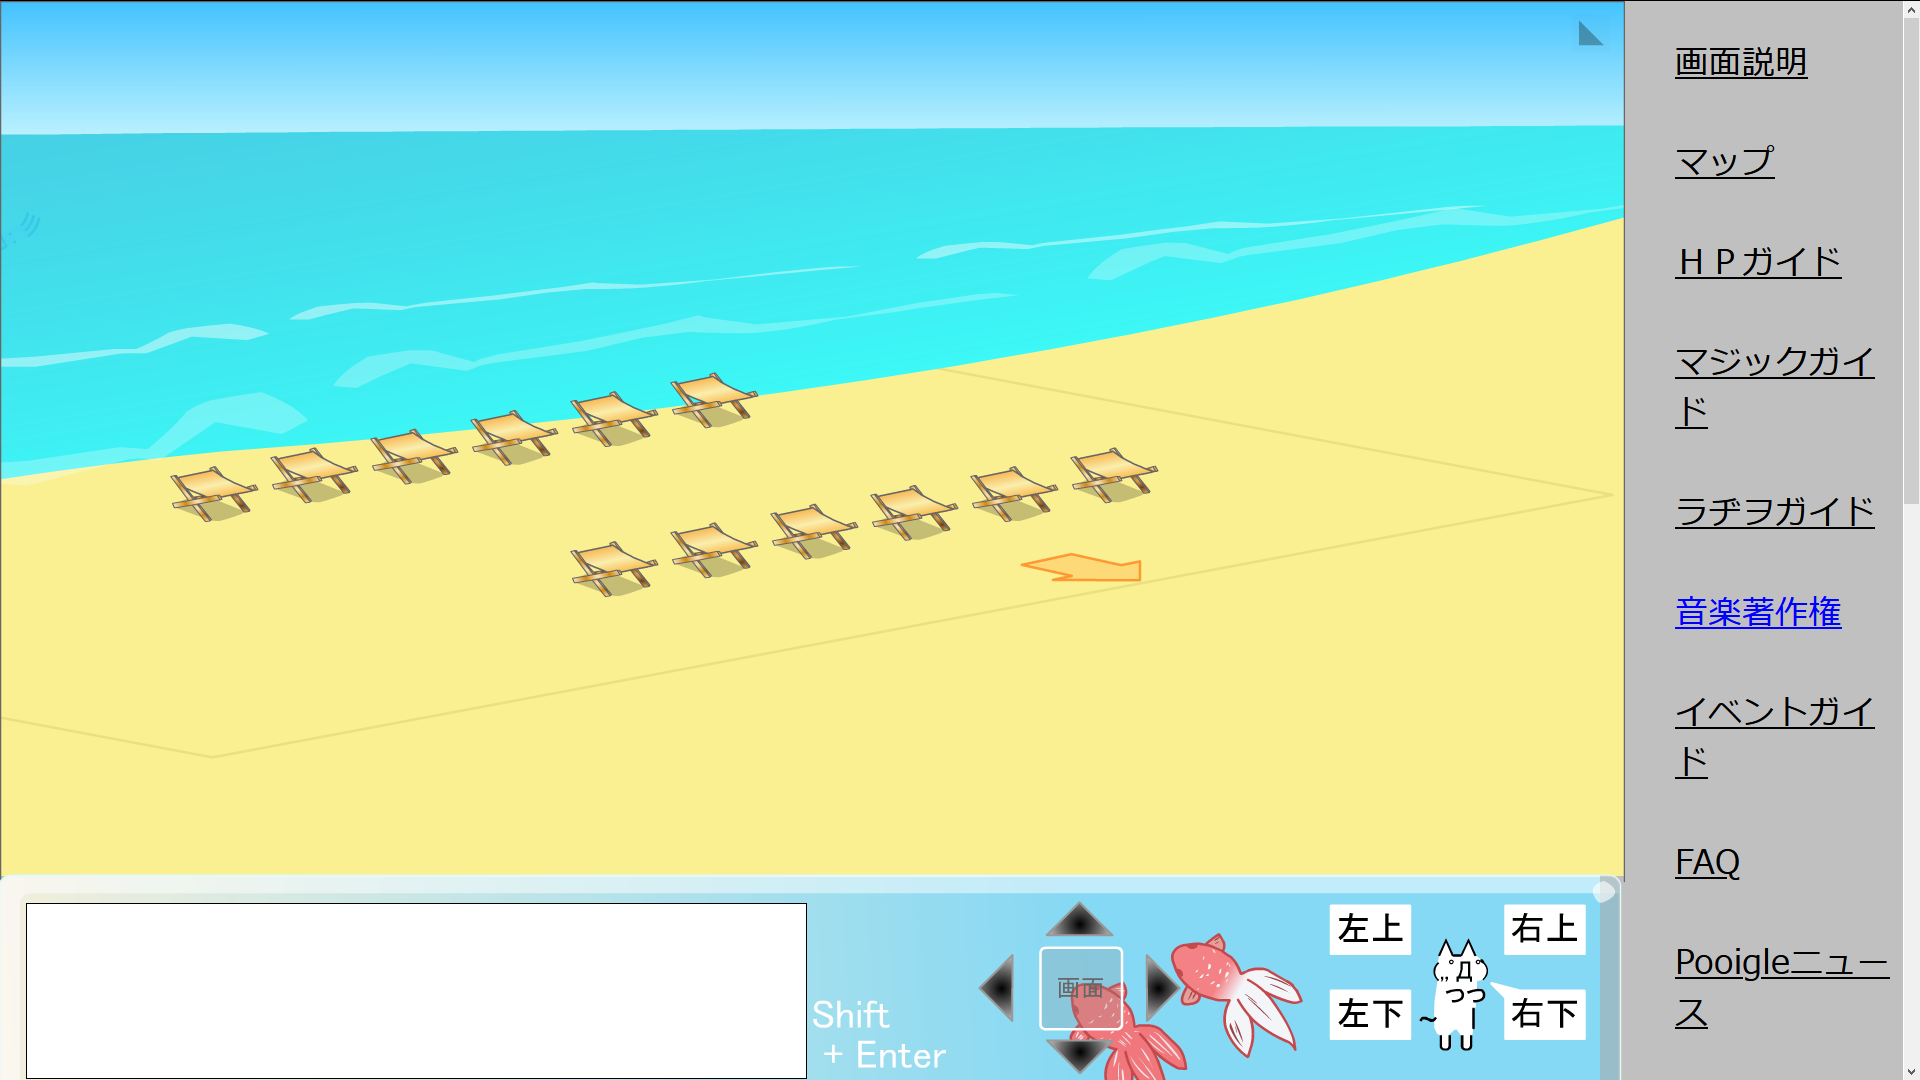 画面説明
マップ
ＨＰガイド
マジックガイ
ド
ラヂヲガイド
音楽著作権
イベントガイ
ド
FAQ
Pooigleニュー
ス
Shift
+ Enter
画面
左上
右上
左下
右下